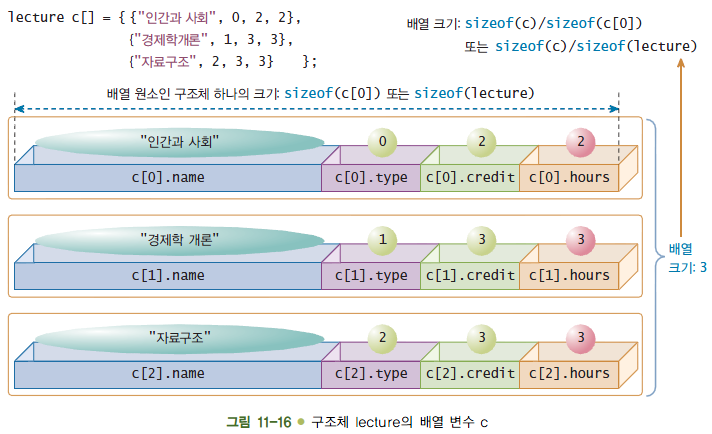 lecture c[] = { {"인간과 사회", 0, 2, 2},
{"경제학개론", 1, 3, 3},
{"자료구조", 2, 3, 3} };
배열 크기: sizeof(c)/sizeof(c[0])
또는 sizeof(c)/sizeof(lecture)
배열 원소인 구조체 하나의 크기: sizeof(c[0]) 또는 sizeof(lecture)
"인간과 사회" 0 2 2
c[0].name c[0].type c[0].credit c[0].hours
"경제학 개론" 1 3 3
c[1].name c[1].type c[1].credit c[1].hours
배열
크기: 3
"자료구조" 2 3 3
c[2].name c[2].type c[2].credit c[2].hours
그림 11-16 ● 구조체 lecture의 배열 변수 c